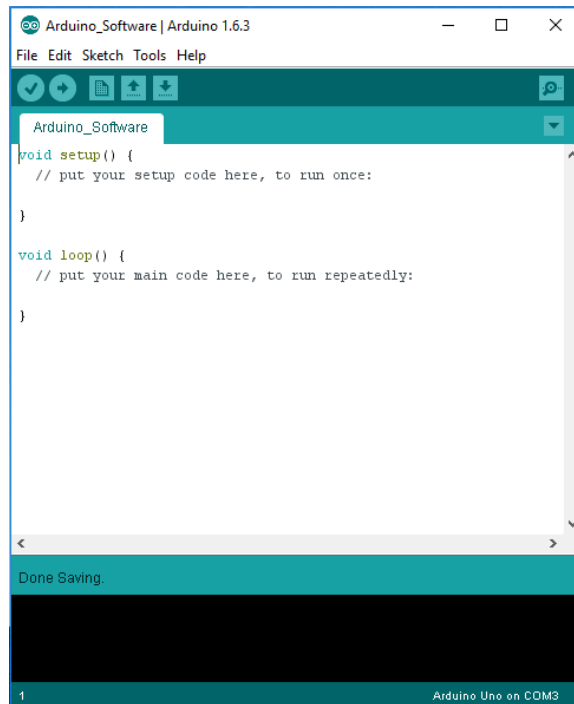 Arduino_Software | Arduino 1.6.3
File Edit Sketch Tools Help
Arduino_Software
void setup() {
  // put your setup code here, to run once:
}
void loop() {
  // put your main code here, to run repeatedly:
}
Done Saving.
1 Arduino Uno on COM3